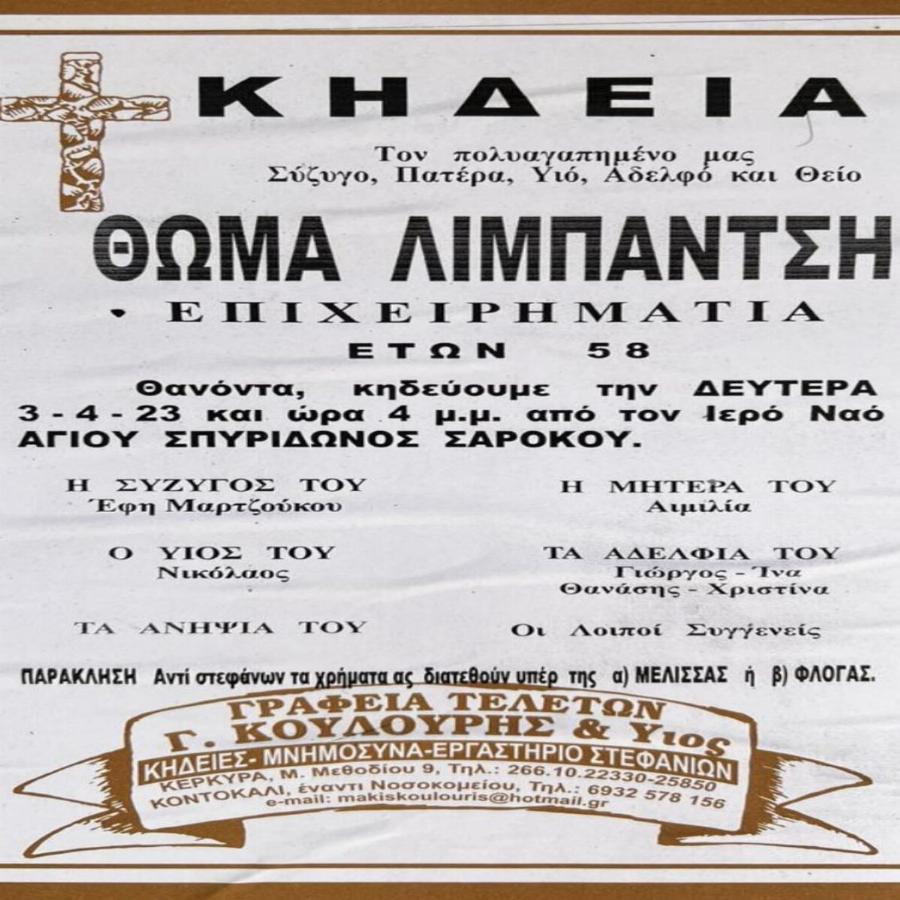 ΚΗΔΕΙΑ
Τον πολυαγαπημένο μας
Σύζυγο, Πατέρα, Υιό, Αδελφό και Θείο
ΘΩΜΑ ΛΙΜΠΑΝΤΣΗ
• ΕΠΙΧΕΙΡΗΜΑΤΙΑ
ΕΤΩΝ 58
Θανόντα, κηδεύουμε την ΔΕΥΤΕΡΑ
3-4-23 και ώρα 4 μ.μ. από τον Ιερό Ναό
ΑΓΙΟΥ ΣΠΥΡΙΔΩΝΟΣ ΣΑΡΟΚΟΥ.
Η ΣΥΖΥΓΟΣ ΤΟΥ
Έφη Μαρτζούκου
Η ΜΗΤΕΡΑ ΤΟΥ
Αιμιλία
Ο ΥΙΟΣ ΤΟΥ
Νικόλαος
ΤΑ ΑΔΕΛΦΙΑ ΤΟΥ
Γιώργος - Ίνα
Θανάσης - Χριστίνα
ΤΑ ΑΝΗΨΙΑ ΤΟΥ
Οι Λοιποί Συγγενείς
ΠΑΡΑΚΛΗΣΗ Αντί στεφάνων τα χρήματα ας διατεθούν υπέρ της α) ΜΕΛΙΣΣΑΣ ή β) ΦΛΟΓΑΣ.
ΓΡΑΦΕΙΑ ΤΕΛΕΤΩΝ
Γ. ΚΟΥΛΟΥΡΗΣ & Υιος
ΚΗΔΕΙΕΣ- ΜΝΗΜΟΣΥΝΑ-ΕΡΓΑΣΤΗΡΙΟ ΣΤΕΦΑΝΙΩΝ
ΚΕΡΚΥΡΑ, Μ. Μεθοδίου 9, Τηλ.: 266.10.22330-25850
ΚΟΝΤΟΚΑΛΙ, έναντι Νοσοκομείου, Τηλ.: 6932 578 156
e-mail: makiskoulouris@hotmail.gr